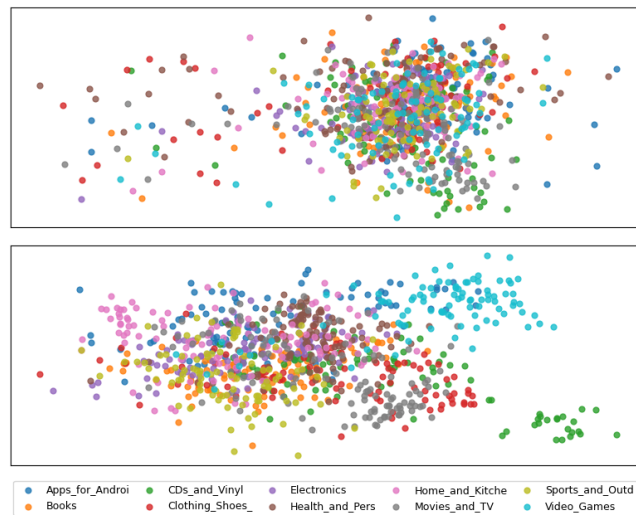 Apps_for_Androi CDs_and_Vinyl Electronics Home_and_Kitche Sports_and_Outd
Books Clothing_Shoes_ Health_and_Pers Movies_and_TV Video_Games